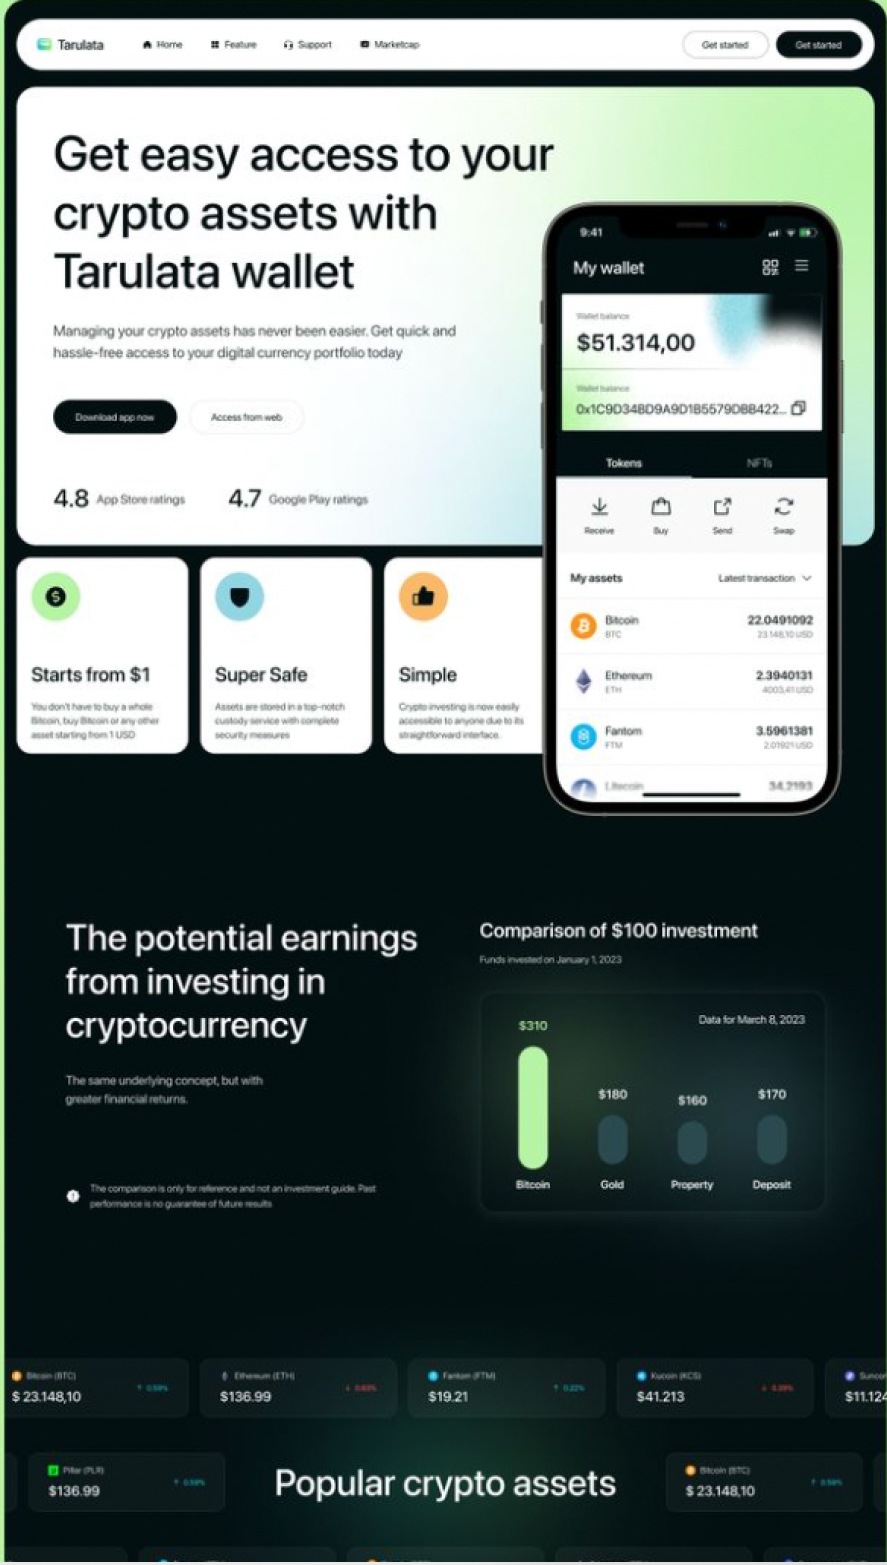 Tarulata
Home
Feature
Support
Marketcap
Get started
Get started
Get easy access to your
crypto assets with
Tarulata wallet
Managing your crypto assets has never been easier. Get quick and
hassle-free access to your digital currency portfolio today
Download app now
Access from web
4.8 App Store ratings
4.7 Google Play ratings
9:41
My wallet
Wallet balance
$51.314,00
Wallet balance
0x1C9D34BD9A9D1B5579DBB422...
Tokens
NFTs
Receive
Buy
Send
Swap
My assets
Latest transaction
Bitcoin
22.0491092
BTC
23.148,10 USD
Ethereum
2.3940131
ETH
4003,41 USD
Fantom
3.5961381
FTM
2.01921 USD
Litecoin
34,2193
Starts from $1
You don't have to buy a whole
Bitcoin, buy Bitcoin or any other
asset starting from 1 USD
Super Safe
Assets are stored in a top-notch
custody service with complete
security measures
Simple
Crypto investing is now easily
accessible to anyone due to its
straightforward interface.
The potential earnings
from investing in
cryptocurrency
The same underlying concept, but with
greater financial returns.
The comparison is only for reference and not an investment guide. Past
performance is no guarantee of future results
Comparison of $100 investment
Funds invested on January 1, 2023
Data for March 8, 2023
$310
$180
$160
$170
Bitcoin
Gold
Property
Deposit
Bitcoin (BTC)
$ 23.148,10
0.59%
Ethereum (ETH)
$136.99
0.63%
Fantom (FTM)
$19.21
0.22%
Kucoin (KCS)
$41.213
0.39%
$11.124
Pillar (PLR)
$136.99
0.59%
Popular crypto assets
Bitcoin (BTC)
$ 23.148,10
0.59%